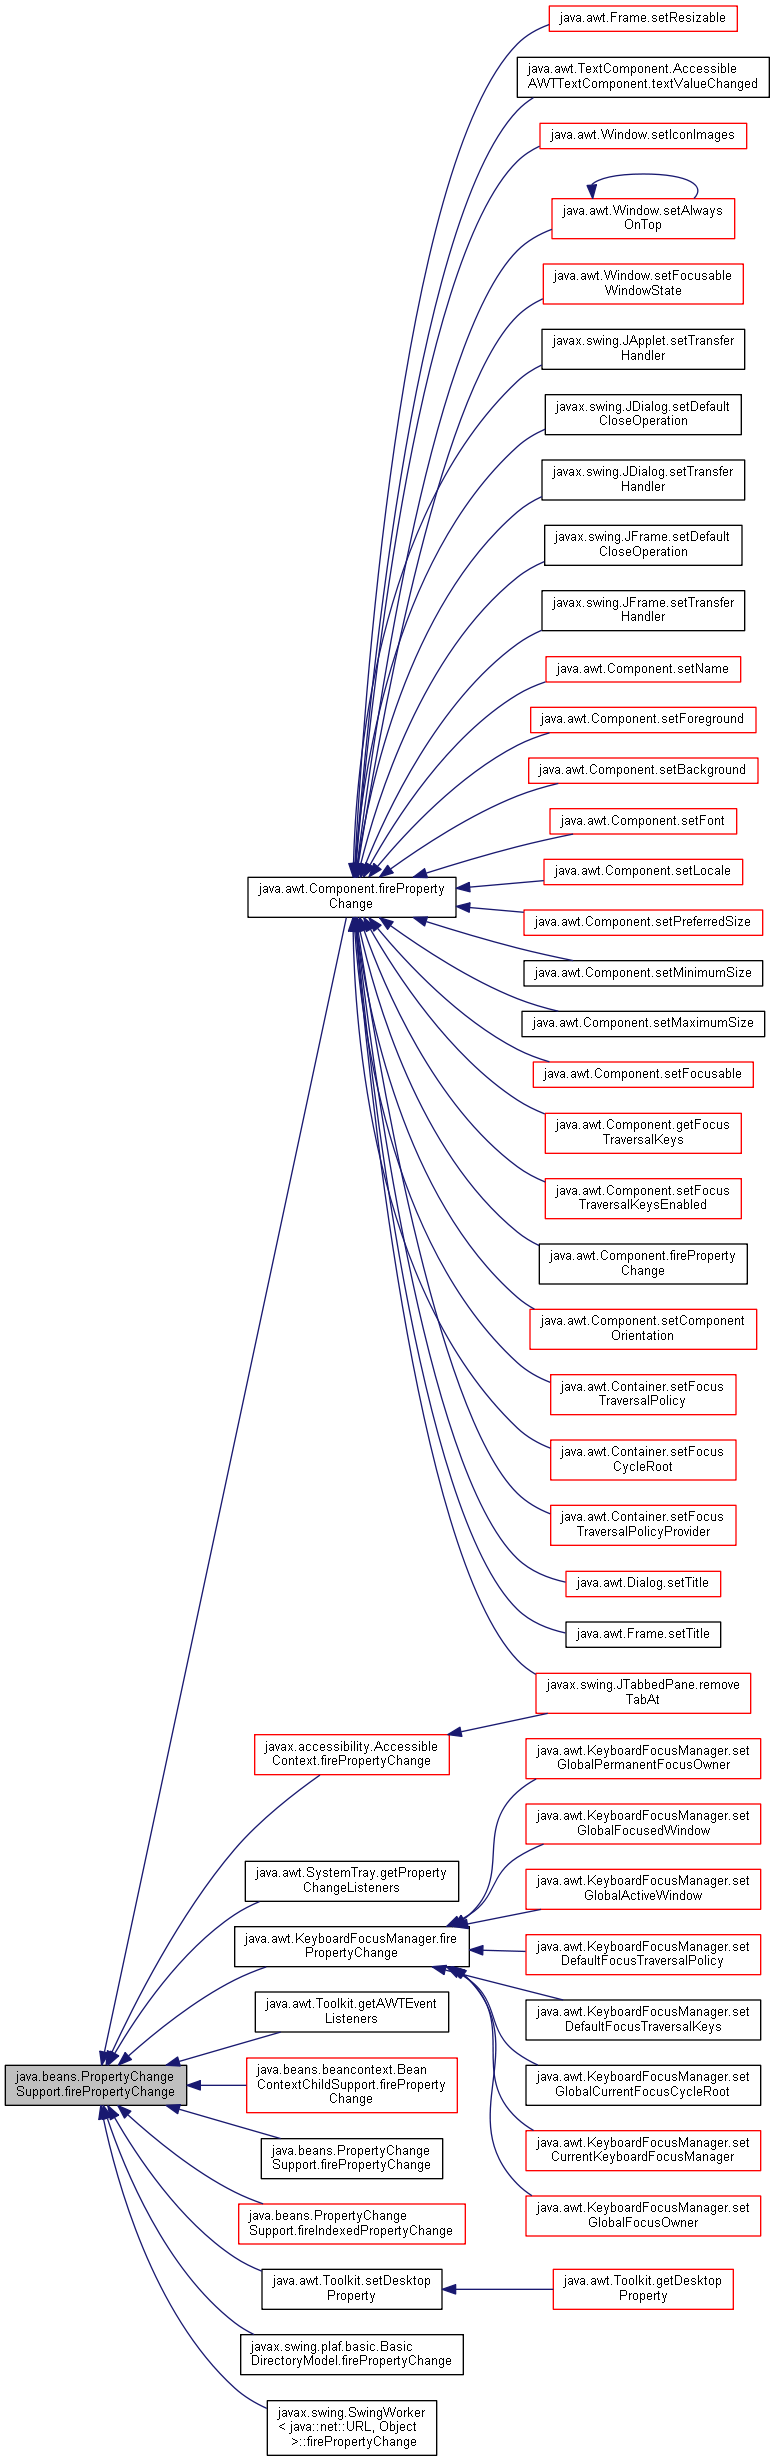 java.awt.Frame.setResizable
java.awt.TextComponent.Accessible
AWTTextComponent.textValueChanged
java.awt.Window.setIconImages
java.awt.Window.setAlways
OnTop
java.awt.Window.setFocusable
WindowState
javax.swing.JApplet.setTransfer
Handler
javax.swing.JDialog.setDefault
CloseOperation
javax.swing.JDialog.setTransfer
Handler
javax.swing.JFrame.setDefault
CloseOperation
javax.swing.JFrame.setTransfer
Handler
java.awt.Component.setName
java.awt.Component.setForeground
java.awt.Component.setBackground
java.awt.Component.setFont
java.awt.Component.setLocale
java.awt.Component.fireProperty
Change
java.awt.Component.setPreferredSize
java.awt.Component.setMinimumSize
java.awt.Component.setMaximumSize
java.awt.Component.setFocusable
java.awt.Component.getFocus
TraversalKeys
java.awt.Component.setFocus
TraversalKeysEnabled
java.awt.Component.fireProperty
Change
java.awt.Component.setComponent
Orientation
java.awt.Container.setFocus
TraversalPolicy
java.awt.Container.setFocus
CycleRoot
java.awt.Container.setFocus
TraversalPolicyProvider
java.awt.Dialog.setTitle
java.awt.Frame.setTitle
javax.swing.JTabbedPane.remove
TabAt
javax.accessibility.Accessible
Context.firePropertyChange
java.awt.KeyboardFocusManager.set
GlobalPermanentFocusOwner
java.awt.KeyboardFocusManager.set
GlobalFocusedWindow
java.awt.SystemTray.getProperty
ChangeListeners
java.awt.KeyboardFocusManager.set
GlobalActiveWindow
java.awt.KeyboardFocusManager.fire
PropertyChange
java.awt.KeyboardFocusManager.set
DefaultFocusTraversalPolicy
java.awt.Toolkit.getAWTEvent
Listeners
java.awt.KeyboardFocusManager.set
DefaultFocusTraversalKeys
java.beans.PropertyChange
Support.firePropertyChange
java.beans.beancontext.Bean
ContextChildSupport.fireProperty
Change
java.awt.KeyboardFocusManager.set
GlobalCurrentFocusCycleRoot
java.beans.PropertyChange
Support.firePropertyChange
java.awt.KeyboardFocusManager.set
CurrentKeyboardFocusManager
java.beans.PropertyChange
Support.fireIndexedPropertyChange
java.awt.KeyboardFocusManager.set
GlobalFocusOwner
java.awt.Toolkit.setDesktop
Property
java.awt.Toolkit.getDesktop
Property
javax.swing.plaf.basic.Basic
DirectoryModel.firePropertyChange
javax.swing.SwingWorker
< java::net::URL, Object
>::firePropertyChange